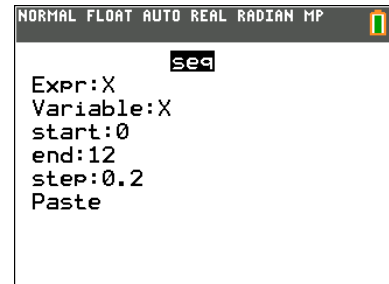 NORMAL FLOAT AUTO REAL RADIAN MP
seq
Expr:X
Variable:X
start:0
end:12
step:0.2
Paste